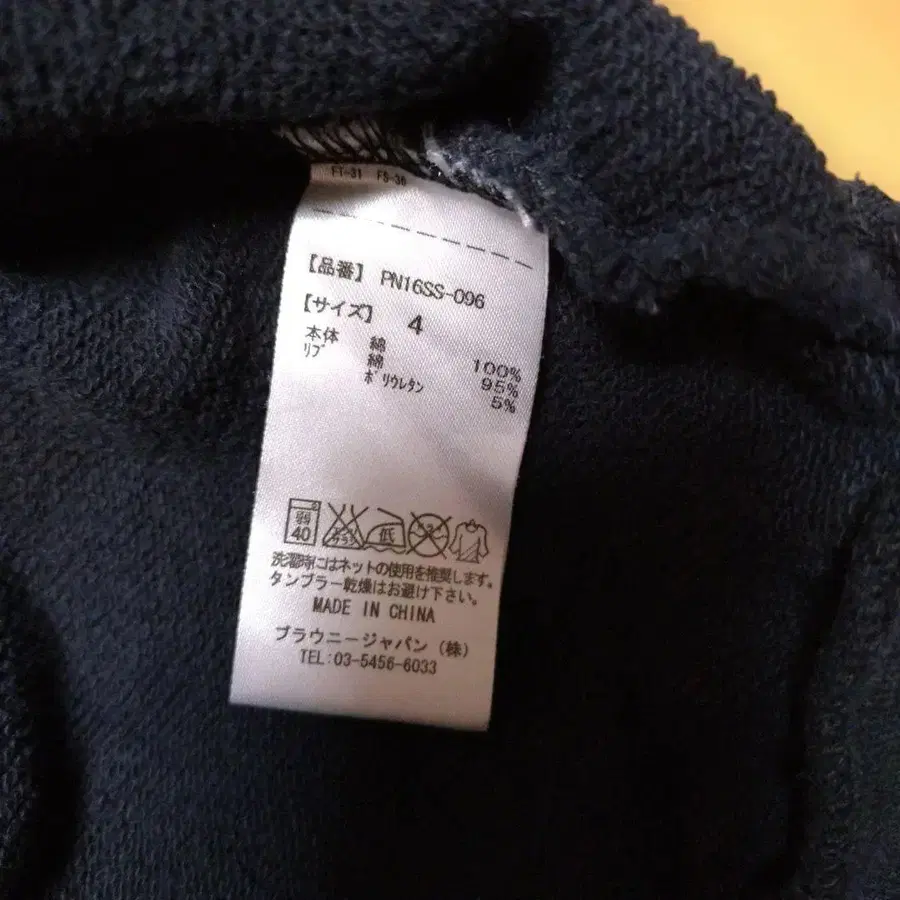 FT-31 FS-36
【品番】 PN16SS-096
【サイズ】 4
本体 綿 100%
リブ 綿 95%
ポリウレタン 5%
弱 40 低
洗濯時にはネットの使用を推奨します。
タンブラー乾燥はお避け下さい。
MADE IN CHINA
ブラウニージャパン (株)
TEL:03-5456-6033